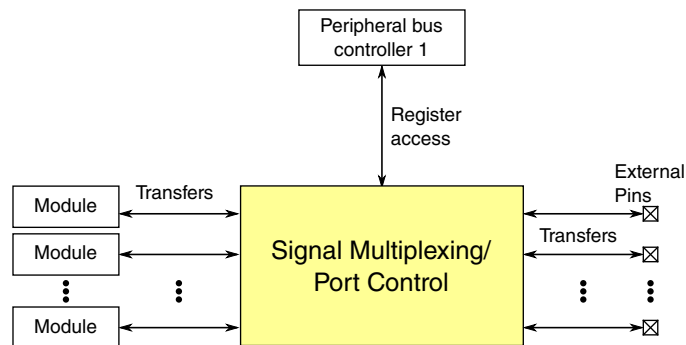 Peripheral bus
controller 1
Register
access
External
Pins
Module
Transfers
Module
Module
Signal Multiplexing/
Port Control
Transfers